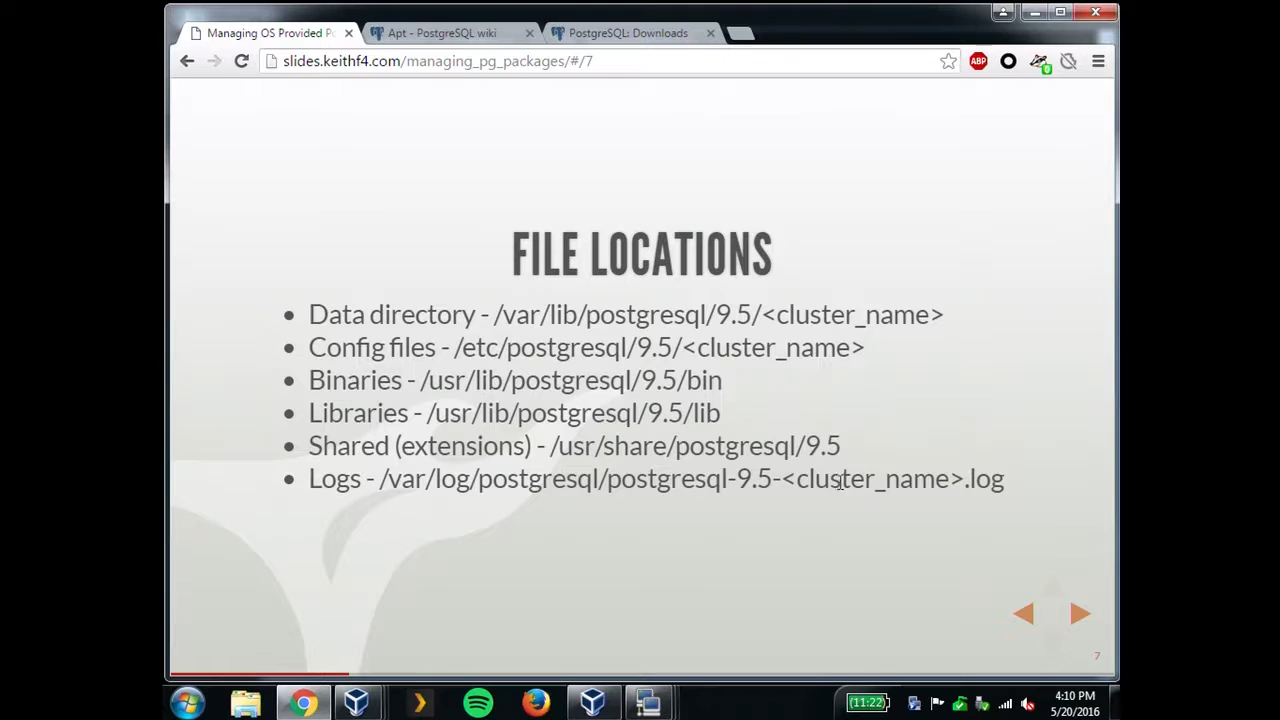 Managing OS Provided P
Apt - PostgreSQL wiki
PostgreSQL: Downloads
slides.keithf4.com/managing_pg_packages/#/7
ABP
FILE LOCATIONS
Data directory - /var/lib/postgresql/9.5/<cluster_name>
Config files - /etc/postgresql/9.5/<cluster_name>
Binaries - /usr/lib/postgresql/9.5/bin
Libraries - /usr/lib/postgresql/9.5/lib
Shared (extensions) - /usr/share/postgresql/9.5
Logs - /var/log/postgresql/postgresql-9.5-<cluster_name>.log
7
(11:22)
4:10 PM
5/20/2016